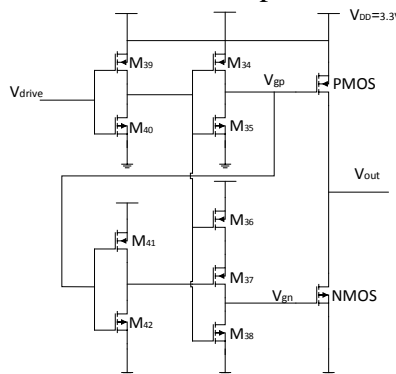 VDD=3.3V
M39
M34
Vgp
PMOS
Vdrive
M40
M35
Vout
M36
M41
M37
Vgn
NMOS
M42
M38